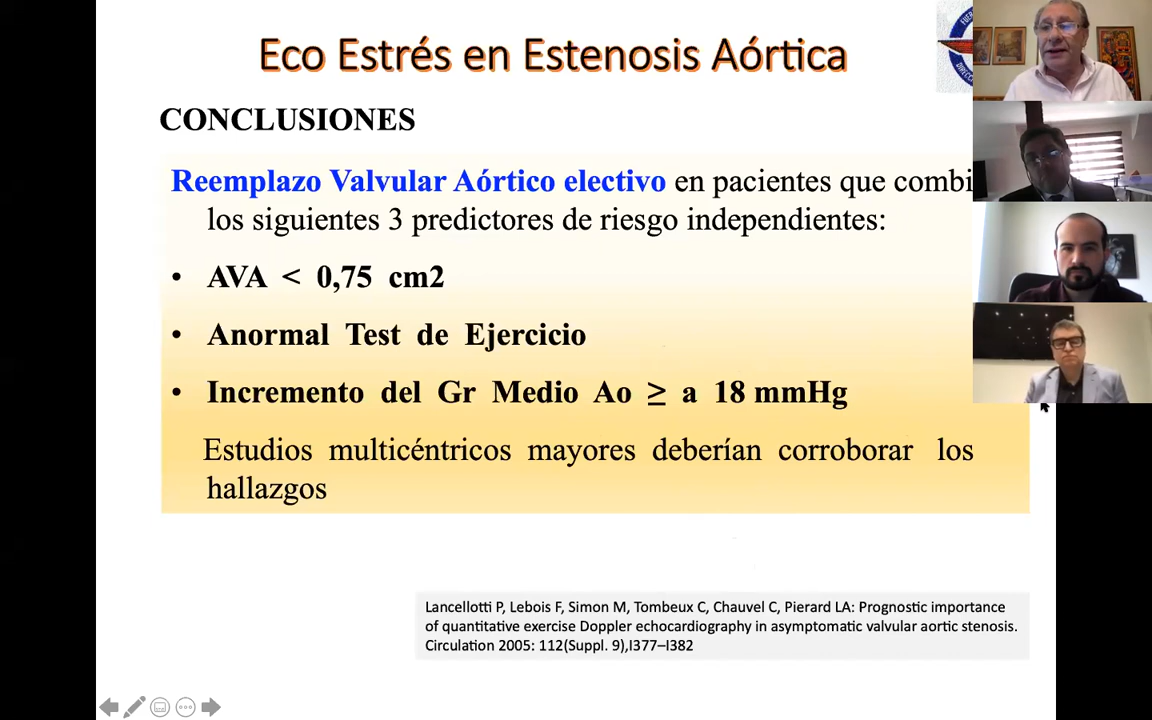 Eco Estrés en Estenosis Aórtica
CONCLUSIONES
Reemplazo Valvular Aórtico electivo en pacientes que combi
los siguientes 3 predictores de riesgo independientes:
• AVA < 0,75 cm2
• Anormal Test de Ejercicio
• Incremento del Gr Medio Ao ≥ a 18 mmHg
Estudios multicéntricos mayores deberían corroborar los
hallazgos
Lancellotti P, Lebois F, Simon M, Tombeux C, Chauvel C, Pierard LA: Prognostic importance
of quantitative exercise Doppler echocardiography in asymptomatic valvular aortic stenosis.
Circulation 2005: 112(Suppl. 9),I377–I382